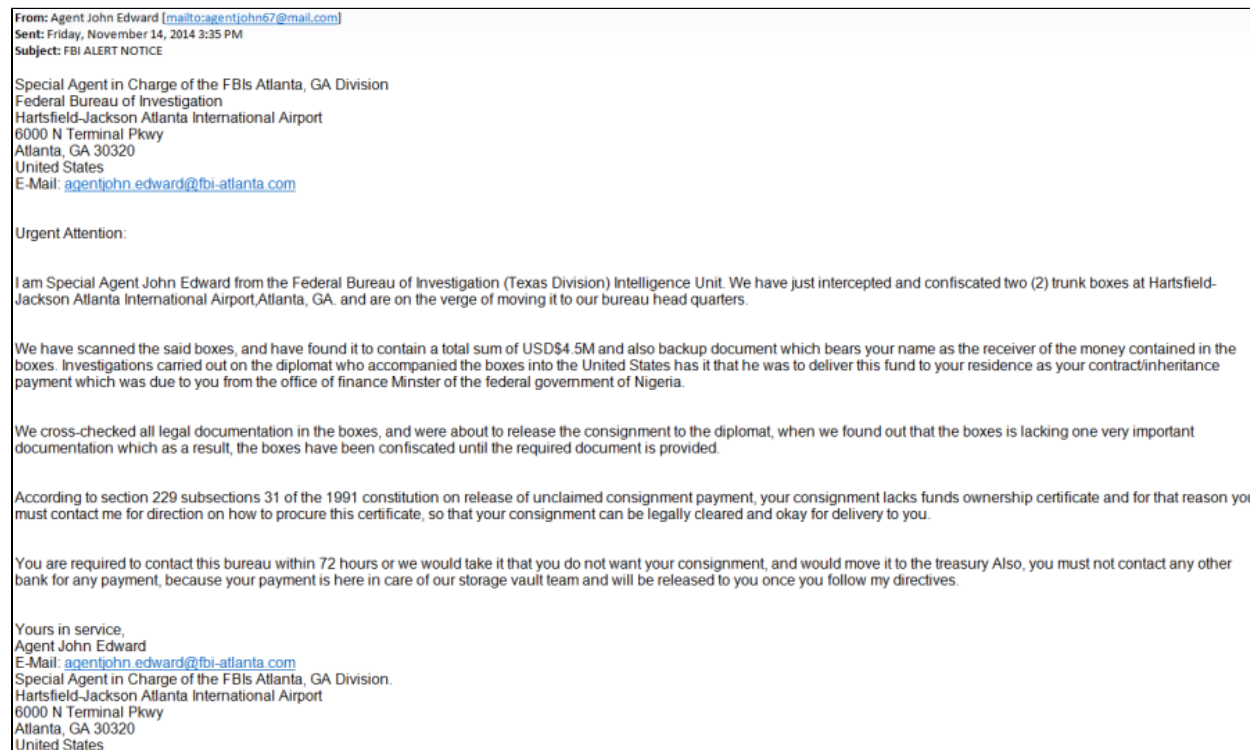 From: Agent John Edward [mailto:agentjohn67@mail.com]
Sent: Friday, November 14, 2014 3:35 PM
Subject: FBI ALERT NOTICE
Special Agent in Charge of the FBIs Atlanta, GA Division
Federal Bureau of Investigation
Hartsfield-Jackson Atlanta International Airport
6000 N Terminal Pkwy
Atlanta, GA 30320
United States
E-Mail: agentjohn.edward@fbi-atlanta.com
Urgent Attention:
I am Special Agent John Edward from the Federal Bureau of Investigation (Texas Division) Intelligence Unit. We have just intercepted and confiscated two (2) trunk boxes at Hartsfield-
Jackson Atlanta International Airport,Atlanta, GA. and are on the verge of moving it to our bureau head quarters.
We have scanned the said boxes, and have found it to contain a total sum of USD$4.5M and also backup document which bears your name as the receiver of the money contained in the
boxes. Investigations carried out on the diplomat who accompanied the boxes into the United States has it that he was to deliver this fund to your residence as your contract/inheritance
payment which was due to you from the office of finance Minster of the federal government of Nigeria.
We cross-checked all legal documentation in the boxes, and were about to release the consignment to the diplomat, when we found out that the boxes is lacking one very important
documentation which as a result, the boxes have been confiscated until the required document is provided.
According to section 229 subsections 31 of the 1991 constitution on release of unclaimed consignment payment, your consignment lacks funds ownership certificate and for that reason you
must contact me for direction on how to procure this certificate, so that your consignment can be legally cleared and okay for delivery to you.
You are required to contact this bureau within 72 hours or we would take it that you do not want your consignment, and would move it to the treasury Also, you must not contact any other
bank for any payment, because your payment is here in care of our storage vault team and will be released to you once you follow my directives.
Yours in service,
Agent John Edward
E-Mail: agentjohn.edward@fbi-atlanta.com
Special Agent in Charge of the FBIs Atlanta, GA Division.
Hartsfield-Jackson Atlanta International Airport
6000 N Terminal Pkwy
Atlanta, GA 30320
United States